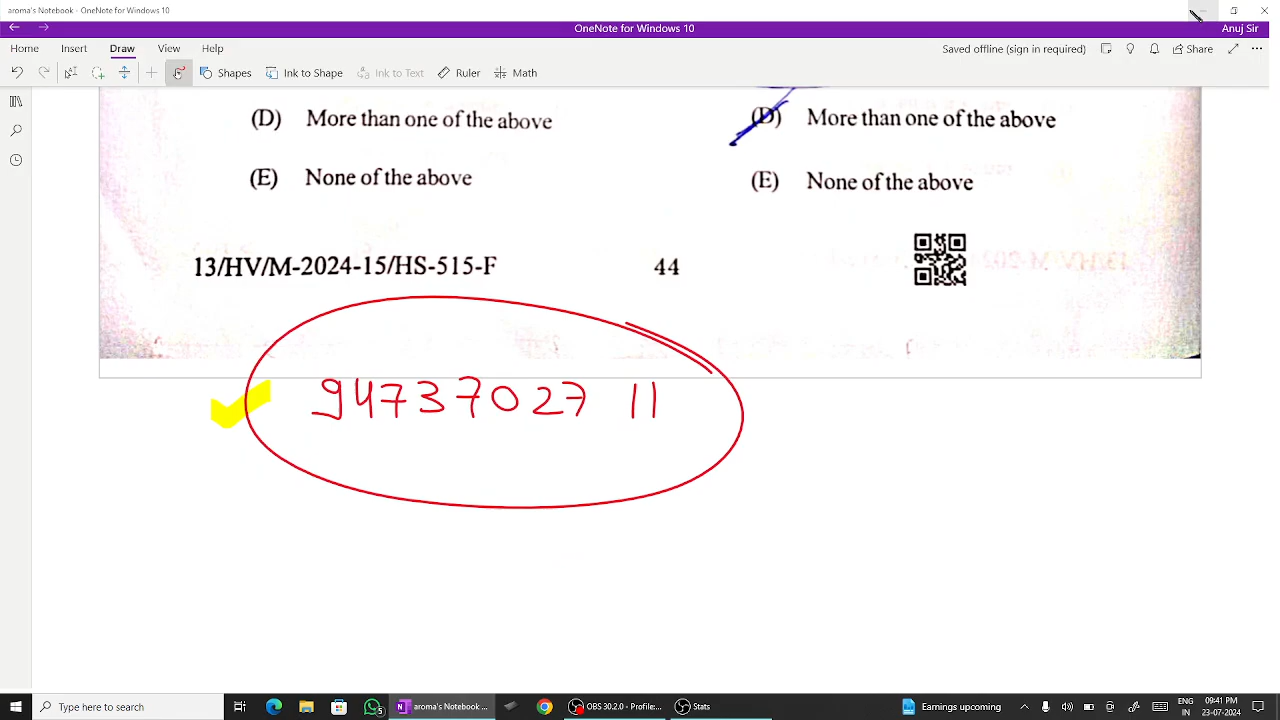 aroma's Notebook - OneNote for Windows 10
OneNote for Windows 10
Anuj Sir
Home Insert Draw View Help
Saved offline (sign in required) Share
Shapes Ink to Shape Ink to Text Ruler Math
(D) More than one of the above
(E) None of the above
(D) More than one of the above
(E) None of the above
13/HV/M-2024-15/HS-515-F 44
9473702711
Type here to search
aroma's Notebook ...
OBS 30.2.0 - Profile:...
Stats
Earnings upcoming
ENG
IN
09:41 PM
23-07-2024